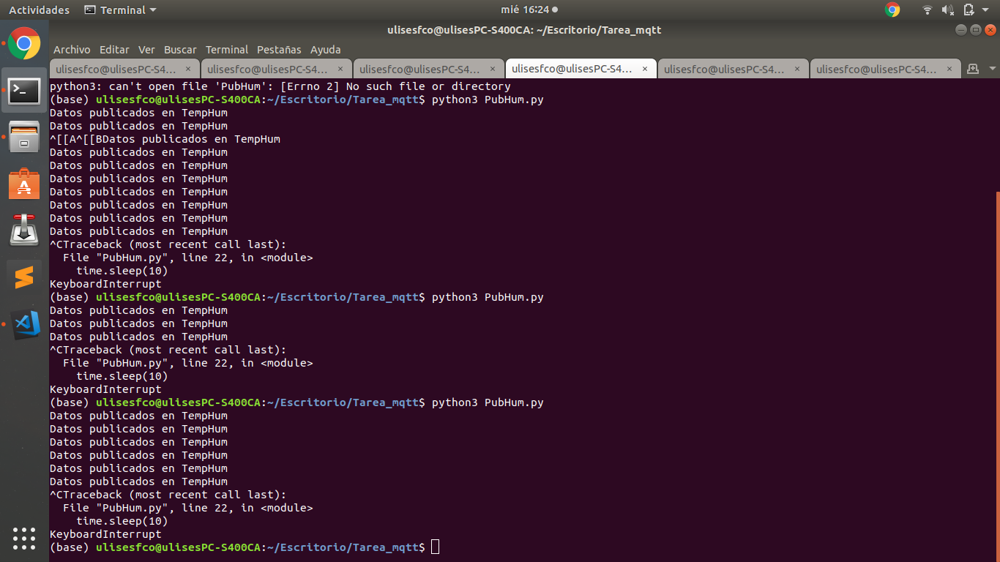 Actividades Terminal mié 16:24
ulisesfco@ulisesPC-S400CA: ~/Escritorio/Tarea_mqtt
Archivo Editar Ver Buscar Terminal Pestañas Ayuda
ulisesfco@ulisesPC-S4... × ulisesfco@ulisesPC-S4... × ulisesfco@ulisesPC-S4... × ulisesfco@ulisesPC-S4... × ulisesfco@ulisesPC-S4... × ulisesfco@ulisesPC-S4... ×
python3: can't open file 'PubHum': [Errno 2] No such file or directory
(base) ulisesfco@ulisesPC-S400CA:~/Escritorio/Tarea_mqtt$ python3 PubHum.py
Datos publicados en TempHum
Datos publicados en TempHum
^[[A^[[BDatos publicados en TempHum
Datos publicados en TempHum
Datos publicados en TempHum
Datos publicados en TempHum
Datos publicados en TempHum
Datos publicados en TempHum
Datos publicados en TempHum
Datos publicados en TempHum
^CTraceback (most recent call last):
  File "PubHum.py", line 22, in <module>
    time.sleep(10)
KeyboardInterrupt
(base) ulisesfco@ulisesPC-S400CA:~/Escritorio/Tarea_mqtt$ python3 PubHum.py
Datos publicados en TempHum
Datos publicados en TempHum
Datos publicados en TempHum
^CTraceback (most recent call last):
  File "PubHum.py", line 22, in <module>
    time.sleep(10)
KeyboardInterrupt
(base) ulisesfco@ulisesPC-S400CA:~/Escritorio/Tarea_mqtt$ python3 PubHum.py
Datos publicados en TempHum
Datos publicados en TempHum
Datos publicados en TempHum
Datos publicados en TempHum
Datos publicados en TempHum
Datos publicados en TempHum
^CTraceback (most recent call last):
  File "PubHum.py", line 22, in <module>
    time.sleep(10)
KeyboardInterrupt
(base) ulisesfco@ulisesPC-S400CA:~/Escritorio/Tarea_mqtt$